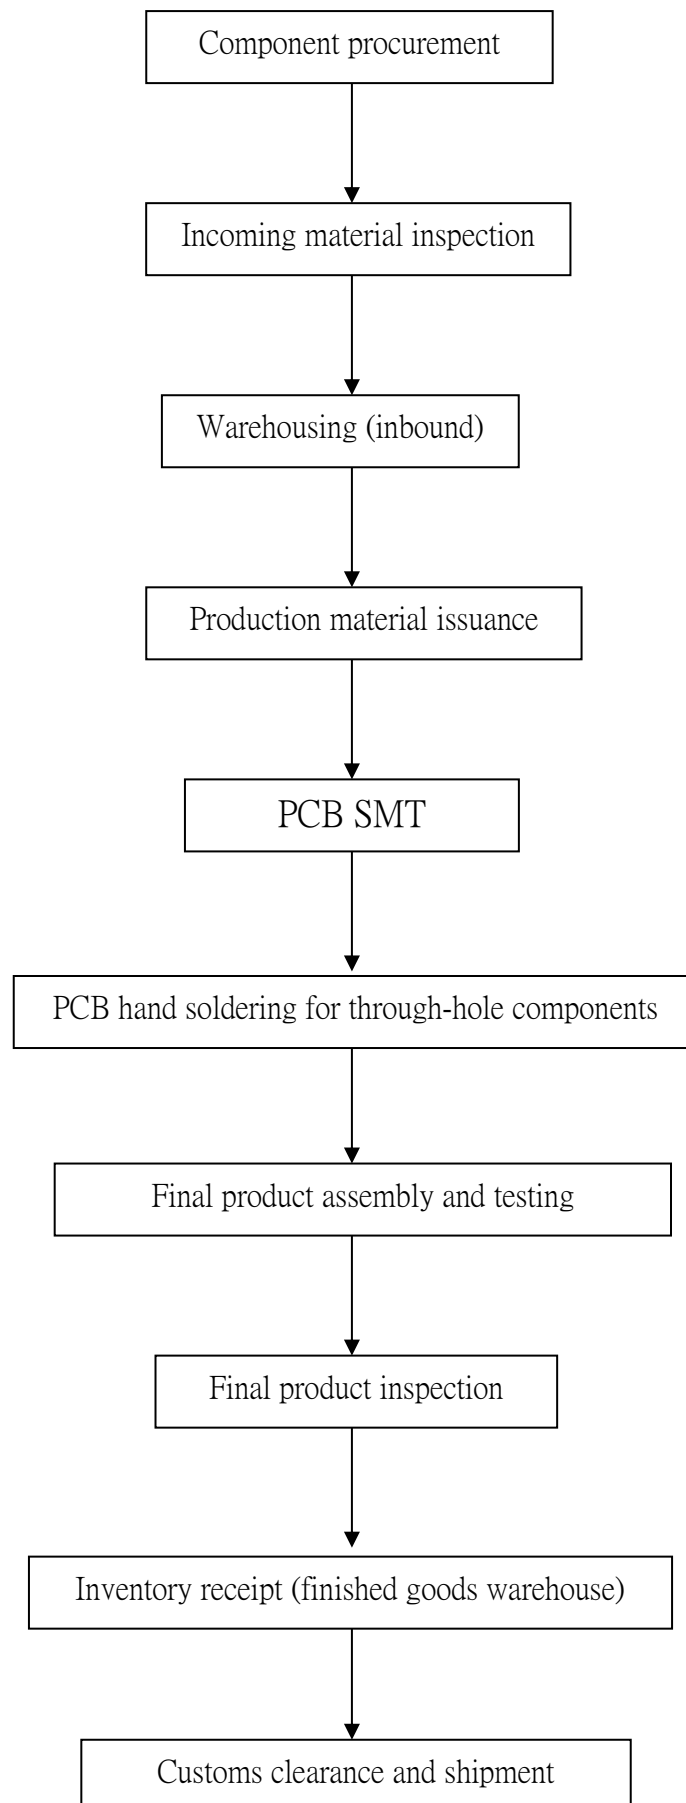 Component procurement
Incoming material inspection
Warehousing (inbound)
Production material issuance
PCB SMT
PCB hand soldering for through-hole components
Final product assembly and testing
Final product inspection
Inventory receipt (finished goods warehouse)
Customs clearance and shipment